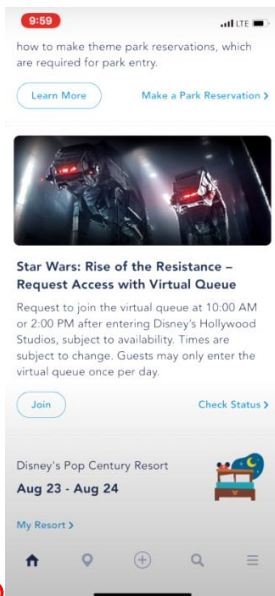 9:59
LTE
how to make theme park reservations, which
are required for park entry.
Learn More
Make a Park Reservation >
Star Wars: Rise of the Resistance –
Request Access with Virtual Queue
Request to join the virtual queue at 10:00 AM
or 2:00 PM after entering Disney's Hollywood
Studios, subject to availability. Times are
subject to change. Guests may only enter the
virtual queue once per day.
Join
Check Status >
Disney's Pop Century Resort
Aug 23 - Aug 24
My Resort >